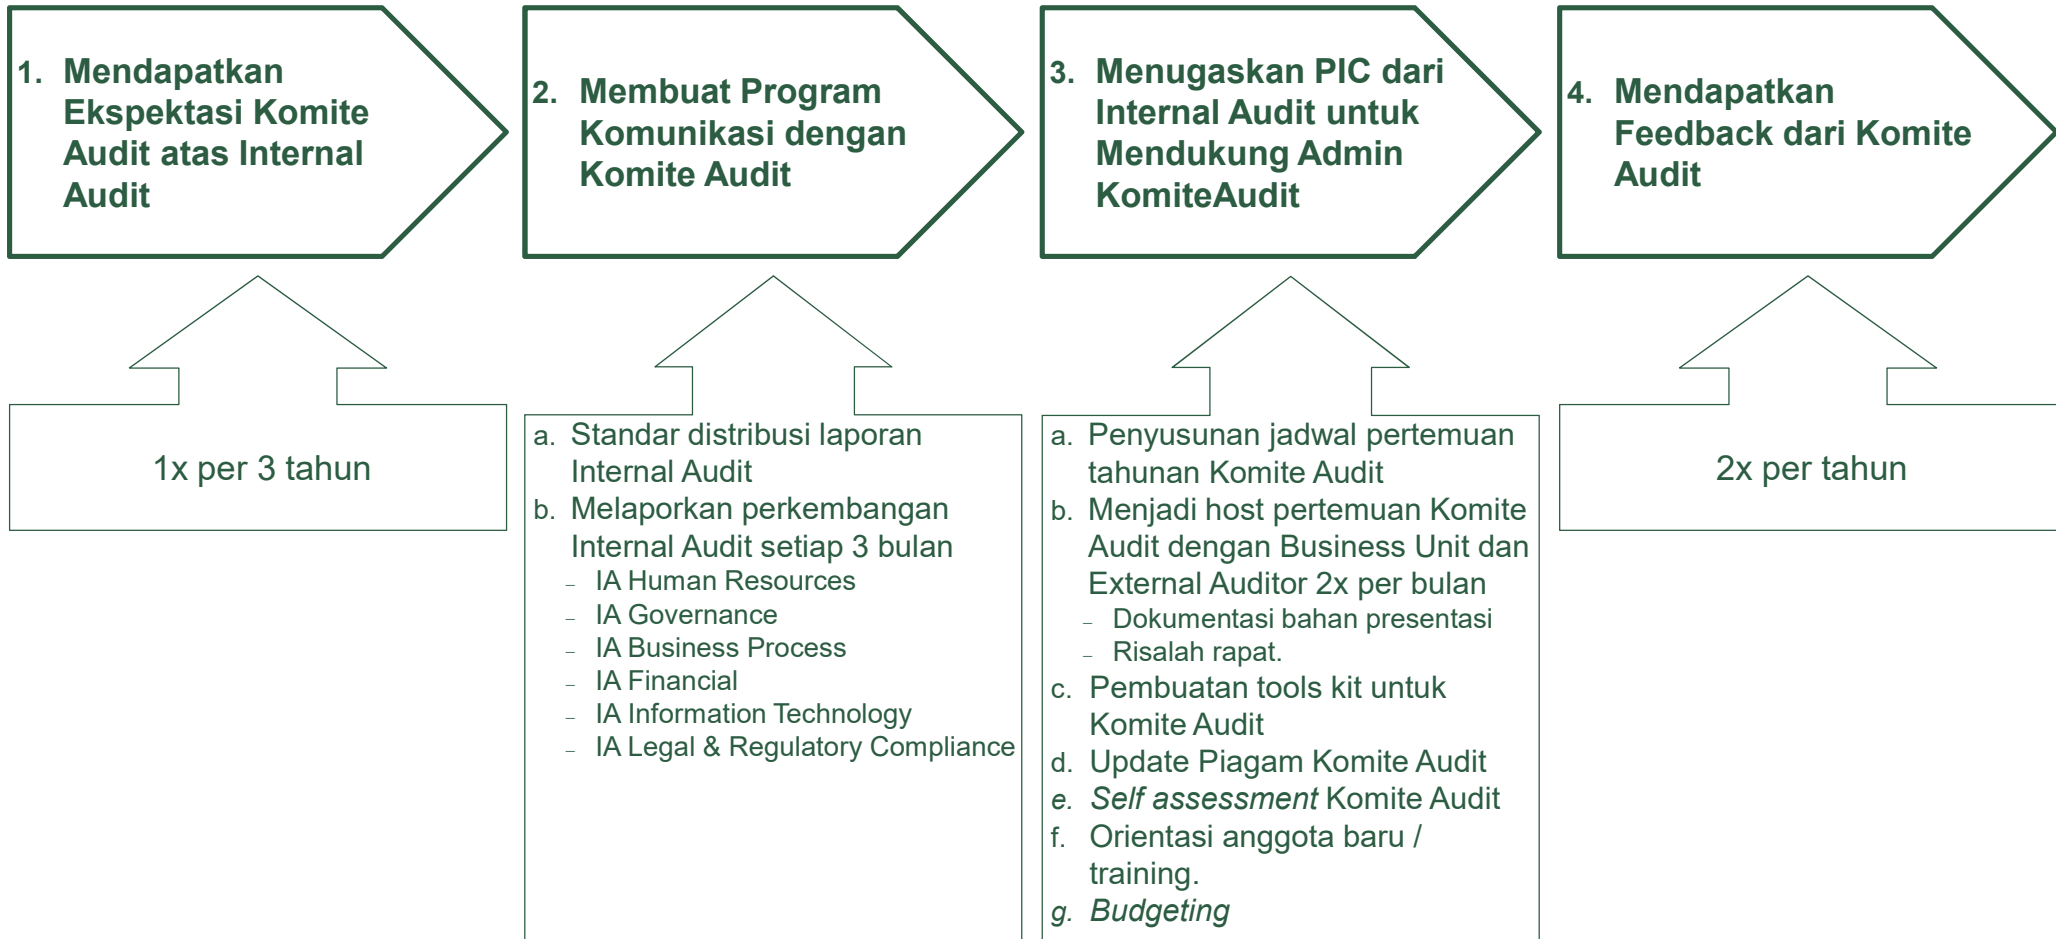 1. Mendapatkan
Ekspektasi Komite
Audit atas Internal
Audit
2. Membuat Program
Komunikasi dengan
Komite Audit
3. Menugaskan PIC dari
Internal Audit untuk
Mendukung Admin
KomiteAudit
4. Mendapatkan
Feedback dari Komite
Audit
1x per 3 tahun
a. Standar distribusi laporan
Internal Audit
b. Melaporkan perkembangan
Internal Audit setiap 3 bulan
– IA Human Resources
– IA Governance
– IA Business Process
– IA Financial
– IA Information Technology
– IA Legal & Regulatory Compliance
a. Penyusunan jadwal pertemuan
tahunan Komite Audit
b. Menjadi host pertemuan Komite
Audit dengan Business Unit dan
External Auditor 2x per bulan
– Dokumentasi bahan presentasi
– Risalah rapat.
c. Pembuatan tools kit untuk
Komite Audit
d. Update Piagam Komite Audit
e. Self assessment Komite Audit
f. Orientasi anggota baru /
training.
g. Budgeting
2x per tahun